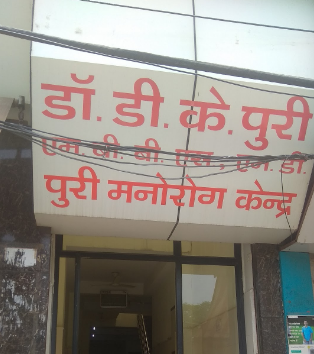 डॉ. डी. के. पुरी
एम. बी. बी. एस., एम. डी.
पुरी मनोरोग केन्द्र